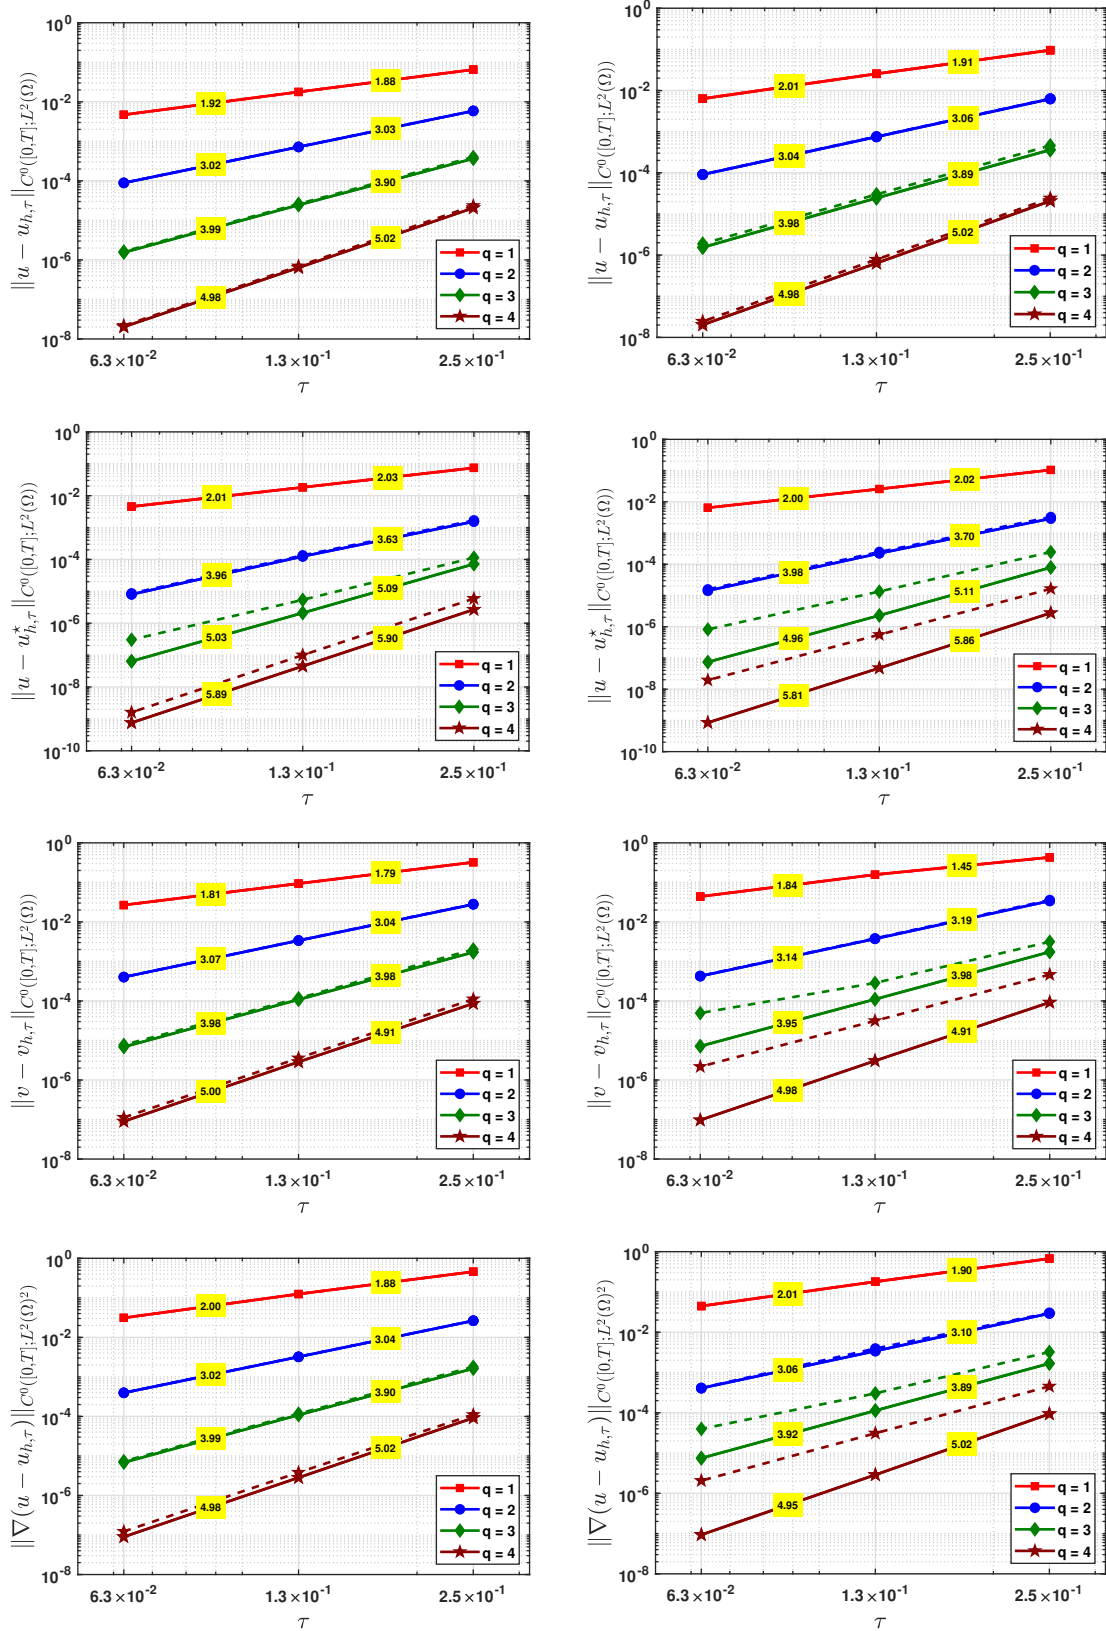 ||u − u_{h,τ}||_{C^0([0,T];L^2(Ω))}
10^0
10^{-2}
10^{-4}
10^{-6}
10^{-8}
1.92
1.88
3.02
3.03
3.99
3.90
4.98
5.02
q = 1
q = 2
q = 3
q = 4
6.3×10^{-2}
1.3×10^{-1}
2.5×10^{-1}
τ
||u − u_{h,τ}||_{C^0([0,T];L^2(Ω))}
10^0
10^{-2}
10^{-4}
10^{-6}
10^{-8}
2.01
1.91
3.04
3.06
3.98
3.89
4.98
5.02
q = 1
q = 2
q = 3
q = 4
6.3×10^{-2}
1.3×10^{-1}
2.5×10^{-1}
τ
||u − u^⋆_{h,τ}||_{C^0([0,T];L^2(Ω))}
10^0
10^{-2}
10^{-4}
10^{-6}
10^{-8}
10^{-10}
2.01
2.03
3.96
3.63
5.03
5.09
5.89
5.90
q = 1
q = 2
q = 3
q = 4
6.3×10^{-2}
1.3×10^{-1}
2.5×10^{-1}
τ
||u − u^⋆_{h,τ}||_{C^0([0,T];L^2(Ω))}
10^0
10^{-2}
10^{-4}
10^{-6}
10^{-8}
10^{-10}
2.00
2.02
3.98
3.70
4.96
5.11
5.81
5.86
q = 1
q = 2
q = 3
q = 4
6.3×10^{-2}
1.3×10^{-1}
2.5×10^{-1}
τ
||v − v_{h,τ}||_{C^0([0,T];L^2(Ω))}
10^0
10^{-2}
10^{-4}
10^{-6}
10^{-8}
1.81
1.79
3.07
3.04
3.98
3.98
5.00
4.91
q = 1
q = 2
q = 3
q = 4
6.3×10^{-2}
1.3×10^{-1}
2.5×10^{-1}
τ
||v − v_{h,τ}||_{C^0([0,T];L^2(Ω))}
10^0
10^{-2}
10^{-4}
10^{-6}
10^{-8}
1.84
1.45
3.14
3.19
3.95
3.98
4.98
4.91
q = 1
q = 2
q = 3
q = 4
6.3×10^{-2}
1.3×10^{-1}
2.5×10^{-1}
τ
||∇(u − u_{h,τ})||_{C^0([0,T];L^2(Ω)^2)}
10^0
10^{-2}
10^{-4}
10^{-6}
10^{-8}
2.00
1.88
3.02
3.04
3.99
3.90
4.98
5.02
q = 1
q = 2
q = 3
q = 4
6.3×10^{-2}
1.3×10^{-1}
2.5×10^{-1}
τ
||∇(u − u_{h,τ})||_{C^0([0,T];L^2(Ω)^2)}
10^0
10^{-2}
10^{-4}
10^{-6}
10^{-8}
2.01
1.90
3.06
3.10
3.92
3.89
4.95
5.02
q = 1
q = 2
q = 3
q = 4
6.3×10^{-2}
1.3×10^{-1}
2.5×10^{-1}
τ